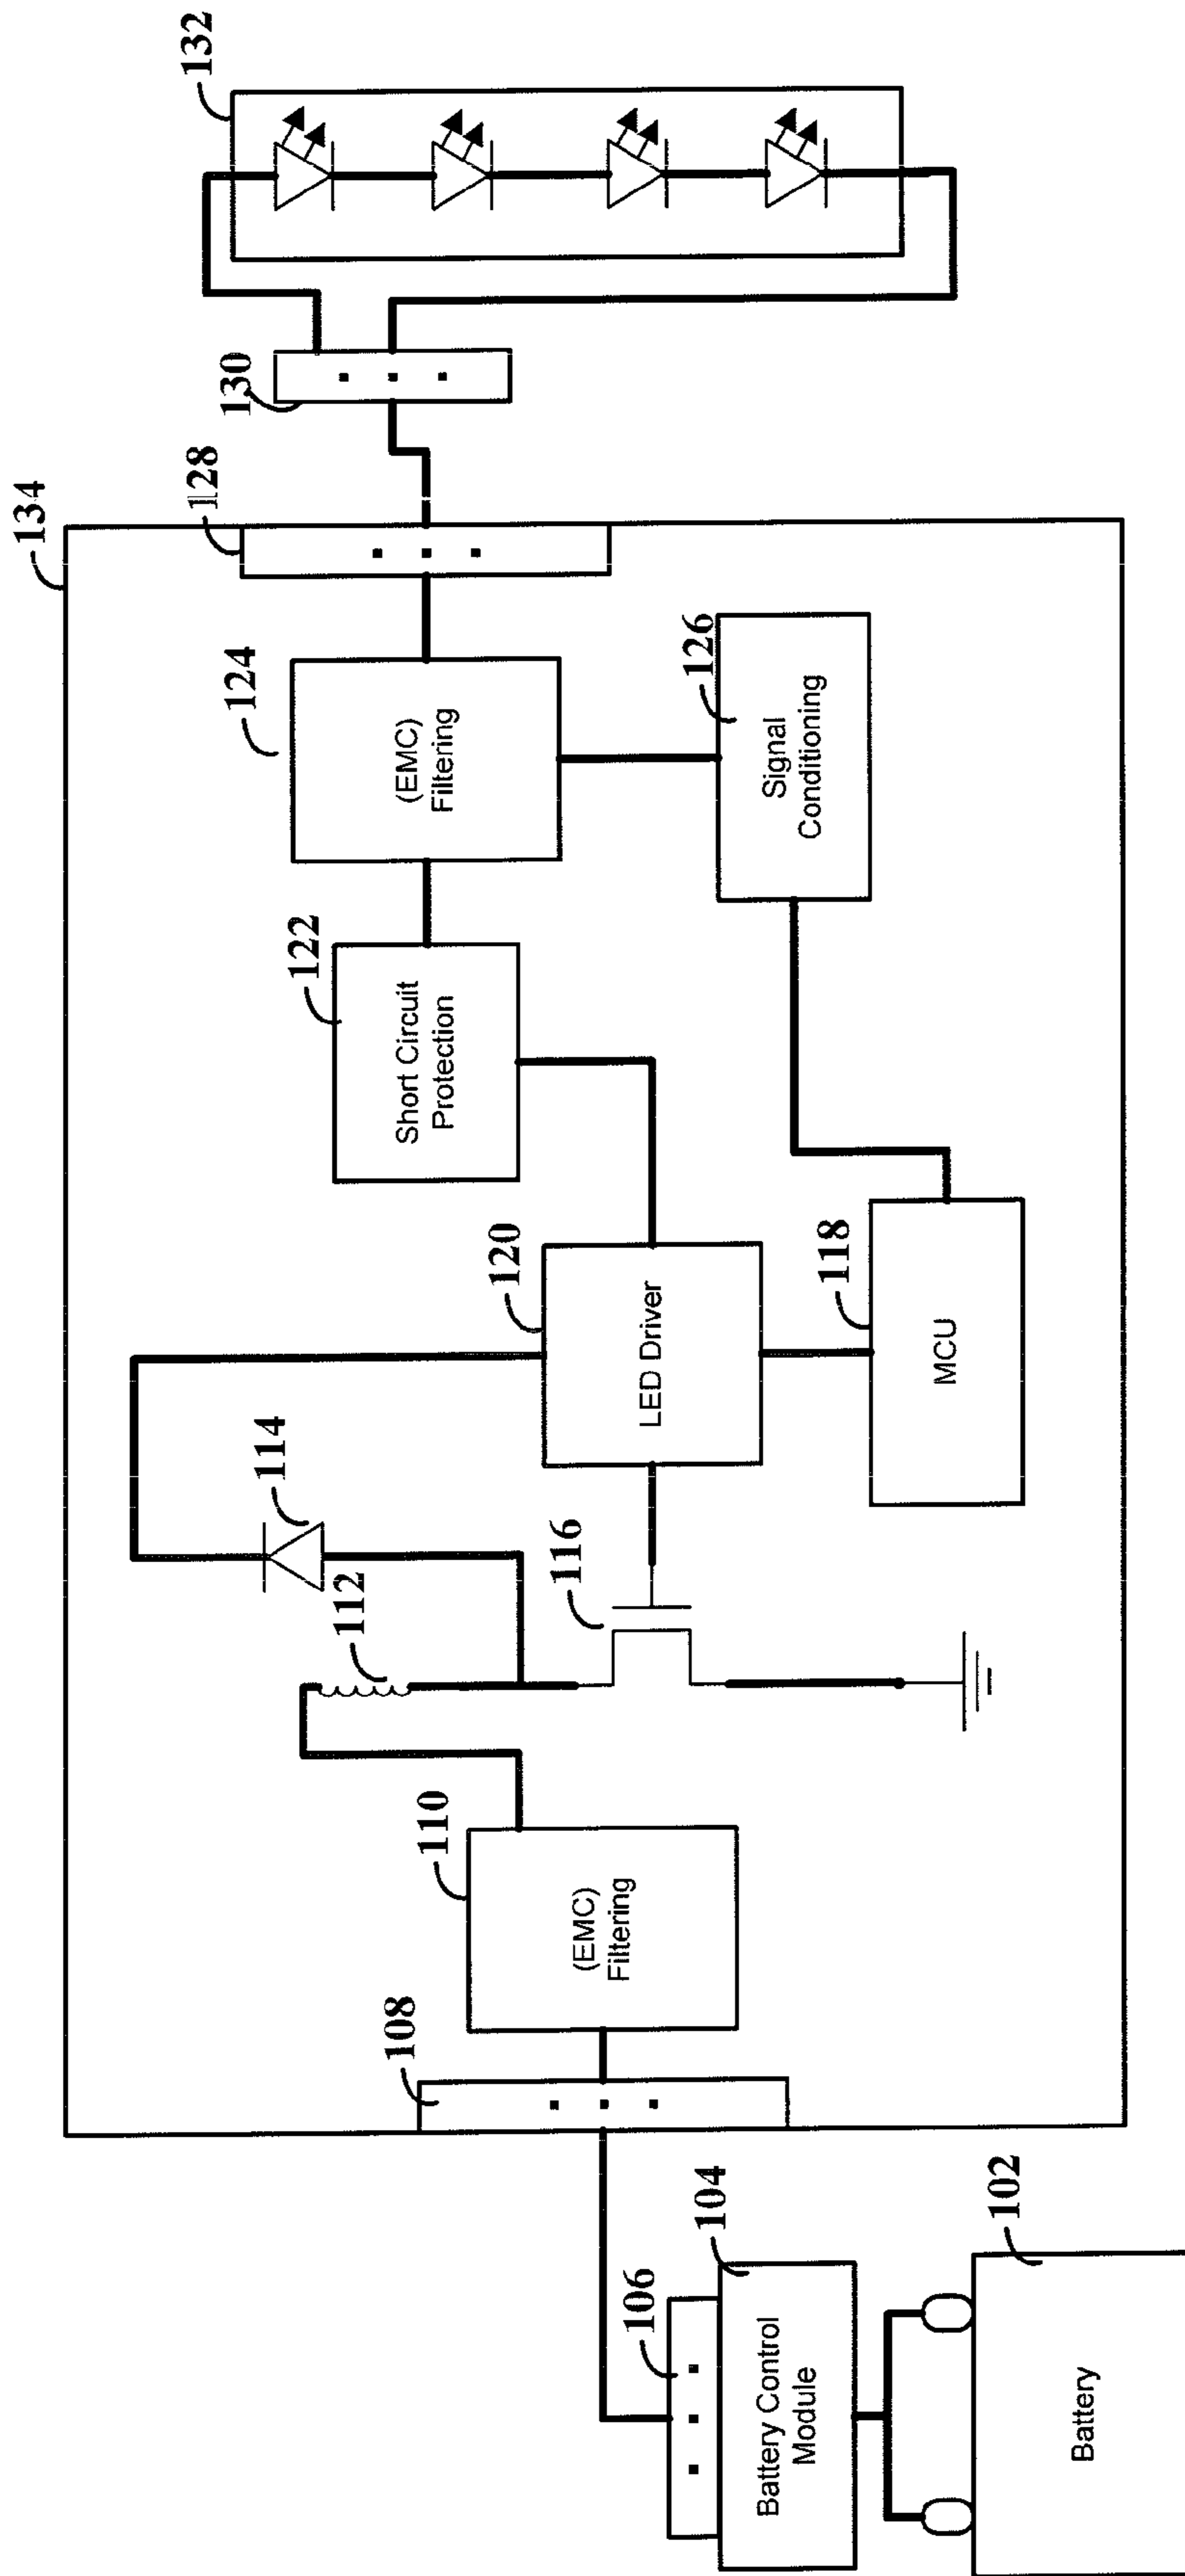 134
132
130
128
124
(EMC)
Filtering
126
Signal
Conditioning
122
Short Circuit
Protection
120
LED Driver
118
MCU
114
112
116
110
(EMC)
Filtering
108
106
104
Battery Control
Module
102
Battery